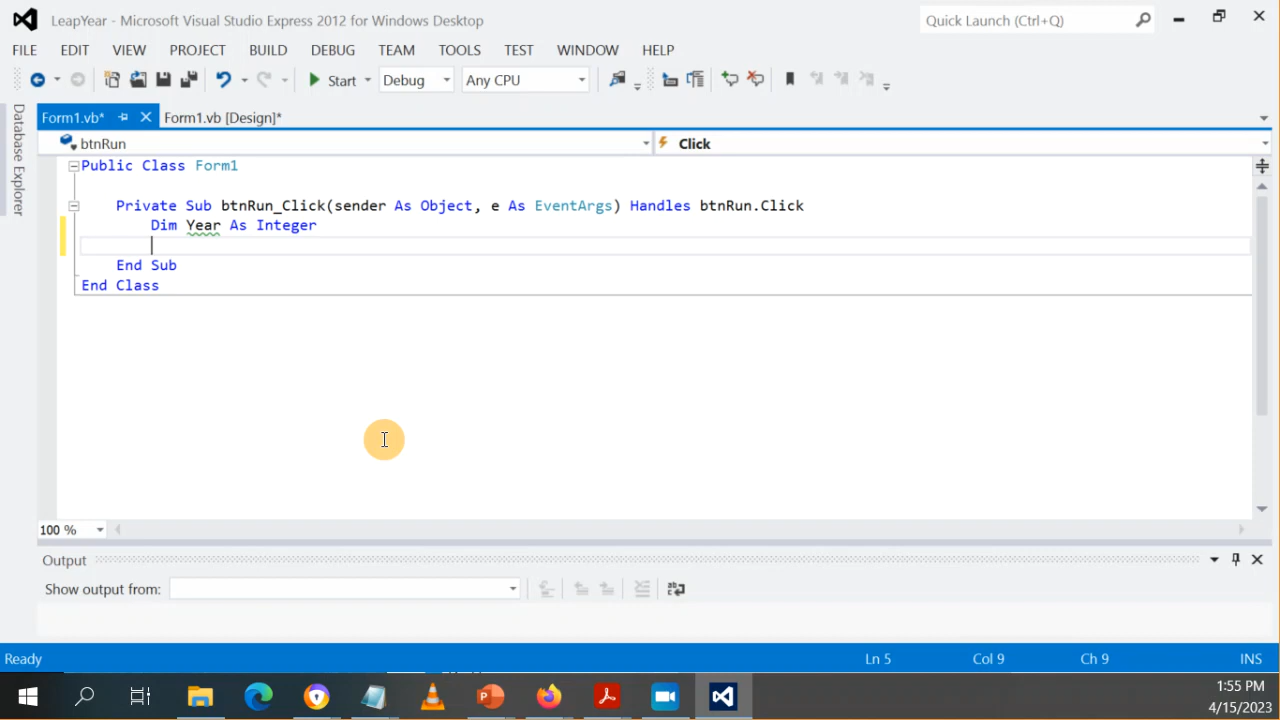 LeapYear - Microsoft Visual Studio Express 2012 for Windows Desktop
Quick Launch (Ctrl+Q)
FILE EDIT VIEW PROJECT BUILD DEBUG TEAM TOOLS TEST WINDOW HELP
Start Debug Any CPU
Database Explorer
Form1.vb* Form1.vb [Design]*
btnRun Click
Public Class Form1
Private Sub btnRun_Click(sender As Object, e As EventArgs) Handles btnRun.Click
Dim Year As Integer
End Sub
End Class
100 %
Output
Show output from:
Ready Ln 5 Col 9 Ch 9 INS
1:55 PM
4/15/2023